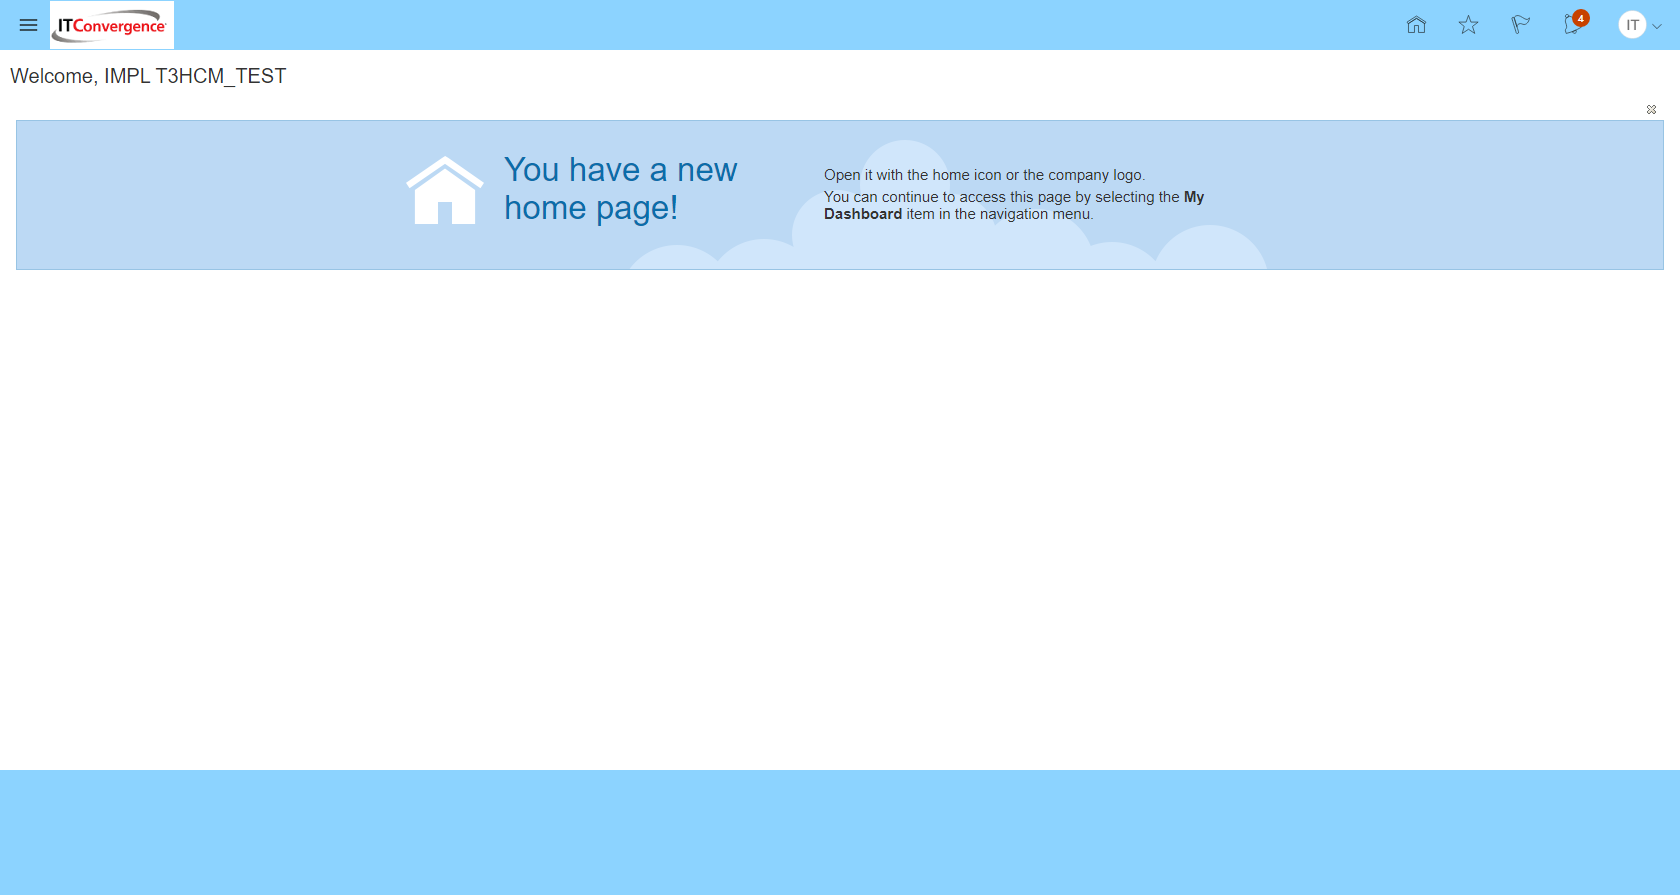 ITConvergence
4
IT
Welcome, IMPL T3HCM_TEST
You have a new
home page!
Open it with the home icon or the company logo.
You can continue to access this page by selecting the My
Dashboard item in the navigation menu.